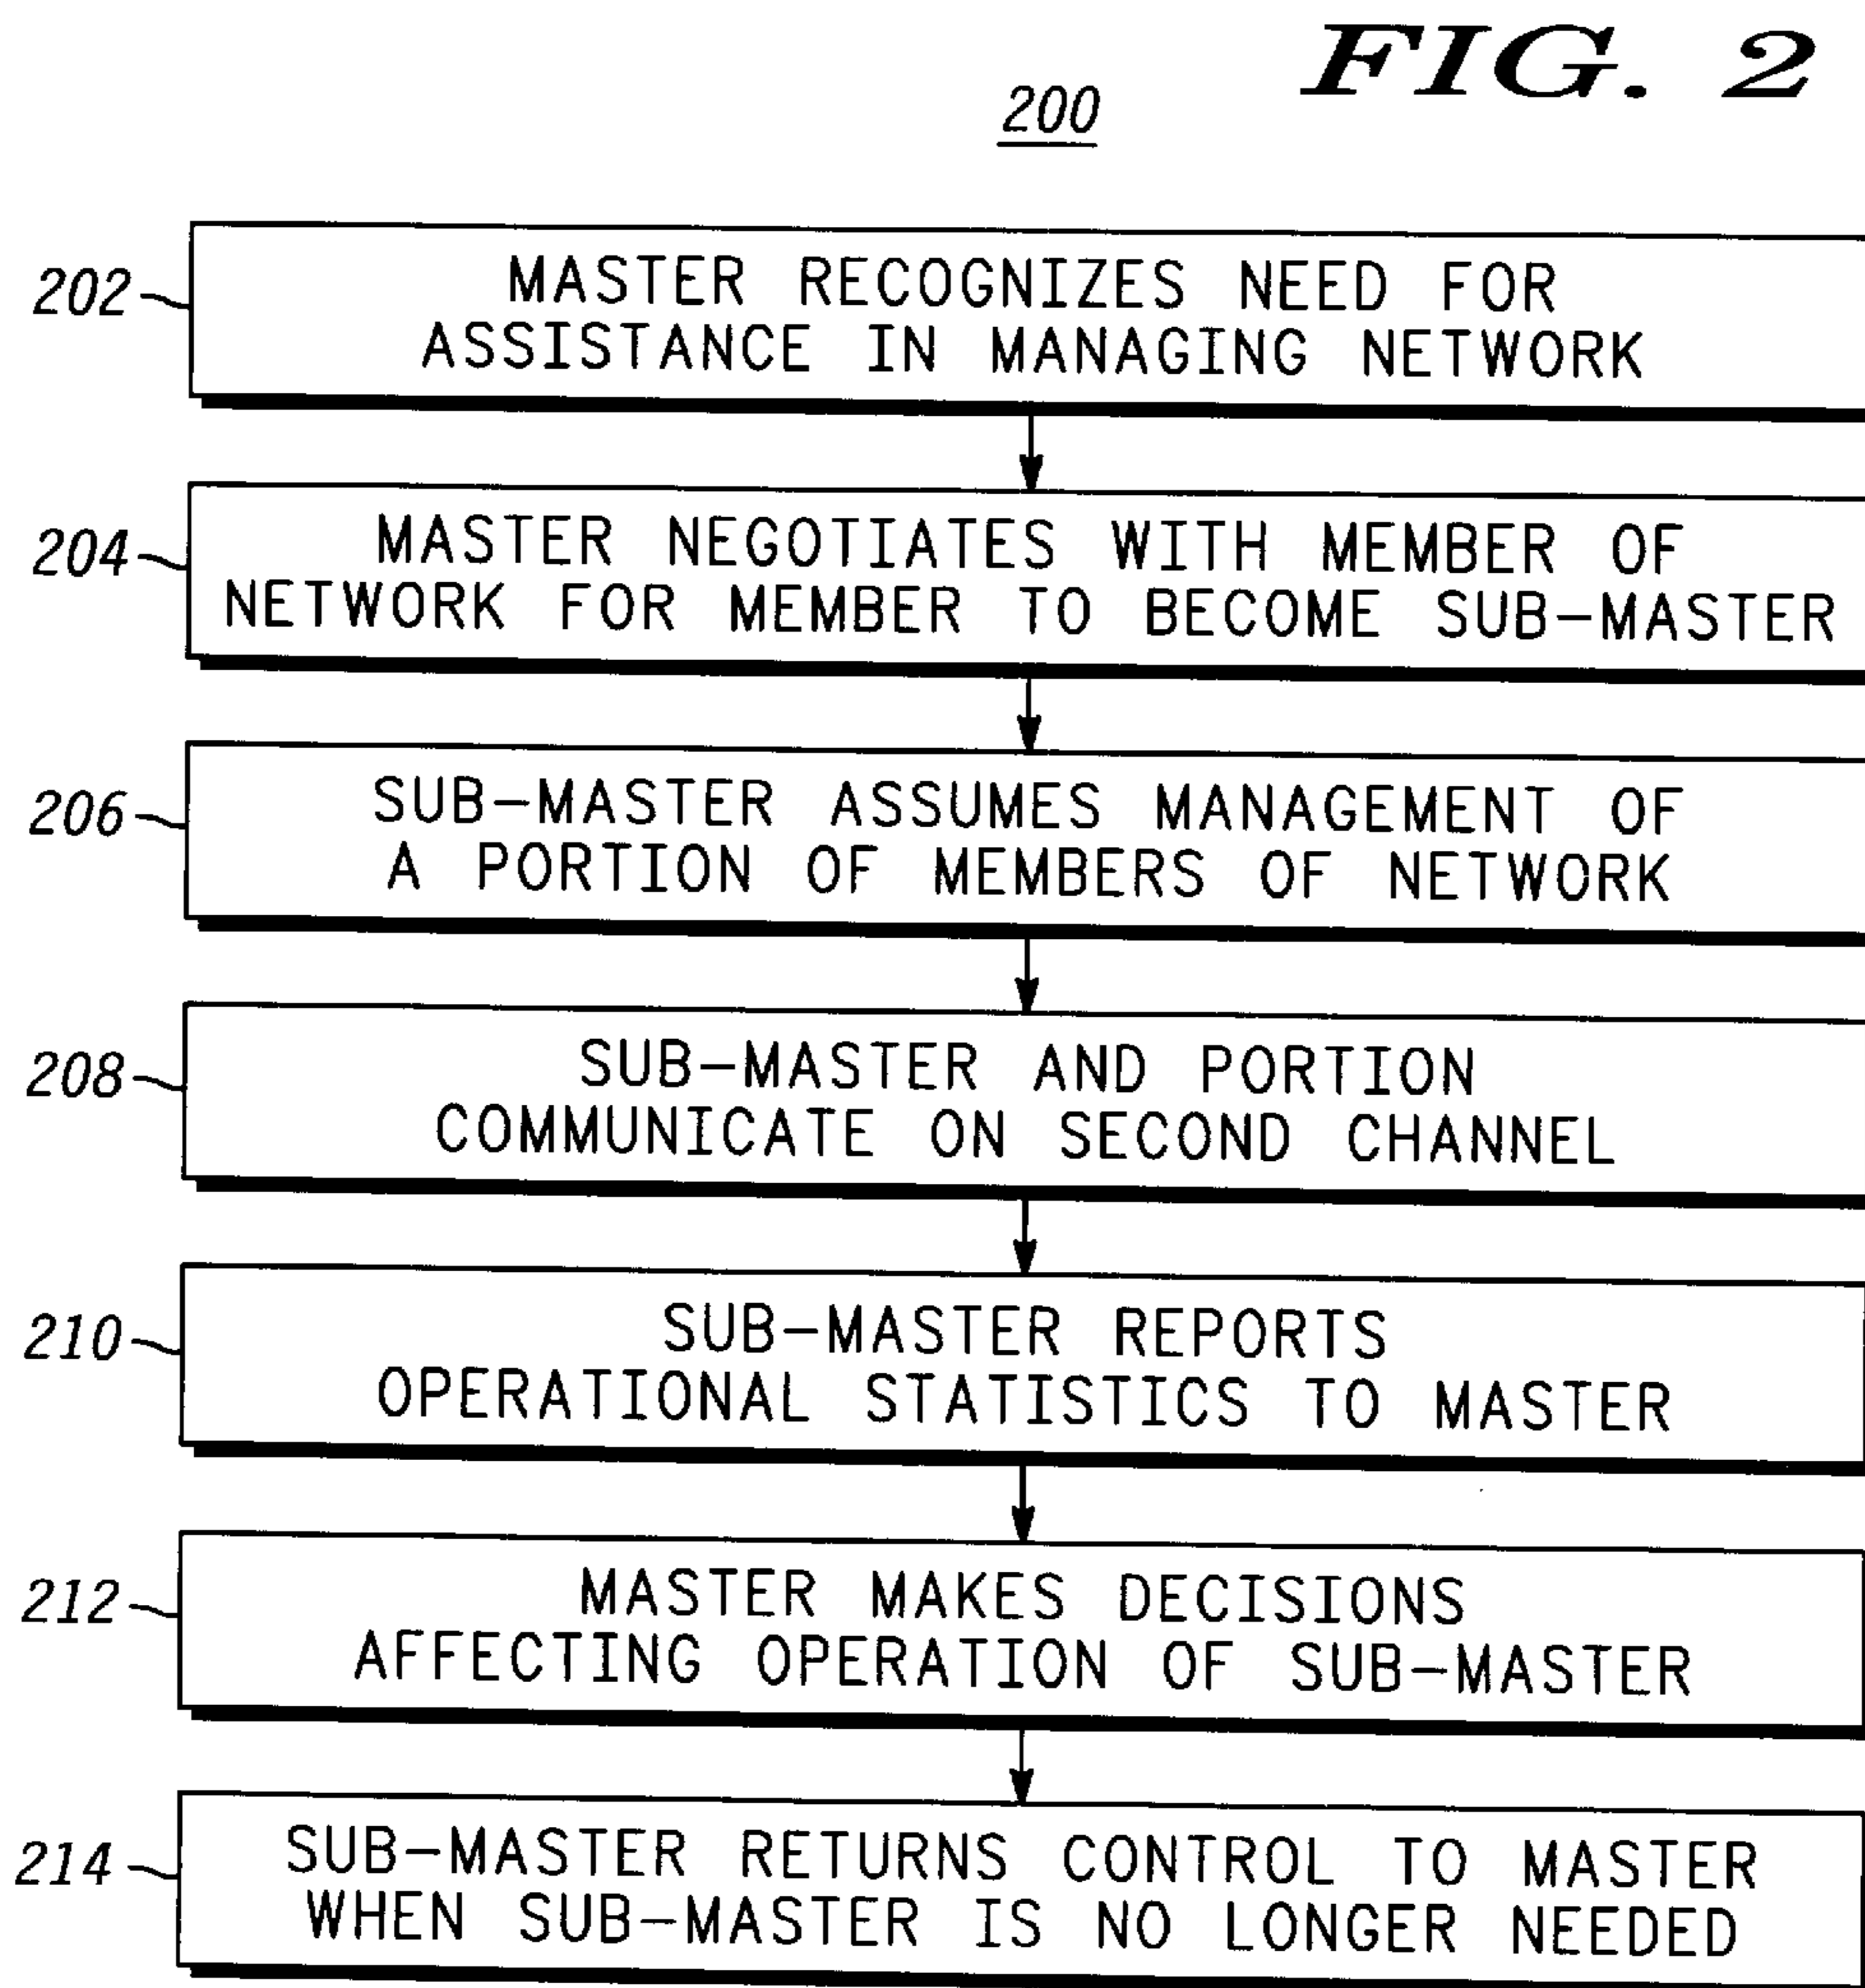 FIG. 2
200
202
MASTER RECOGNIZES NEED FOR
ASSISTANCE IN MANAGING NETWORK
204
MASTER NEGOTIATES WITH MEMBER OF
NETWORK FOR MEMBER TO BECOME SUB-MASTER
206
SUB-MASTER ASSUMES MANAGEMENT OF
A PORTION OF MEMBERS OF NETWORK
208
SUB-MASTER AND PORTION
COMMUNICATE ON SECOND CHANNEL
210
SUB-MASTER REPORTS
OPERATIONAL STATISTICS TO MASTER
212
MASTER MAKES DECISIONS
AFFECTING OPERATION OF SUB-MASTER
214
SUB-MASTER RETURNS CONTROL TO MASTER
WHEN SUB-MASTER IS NO LONGER NEEDED